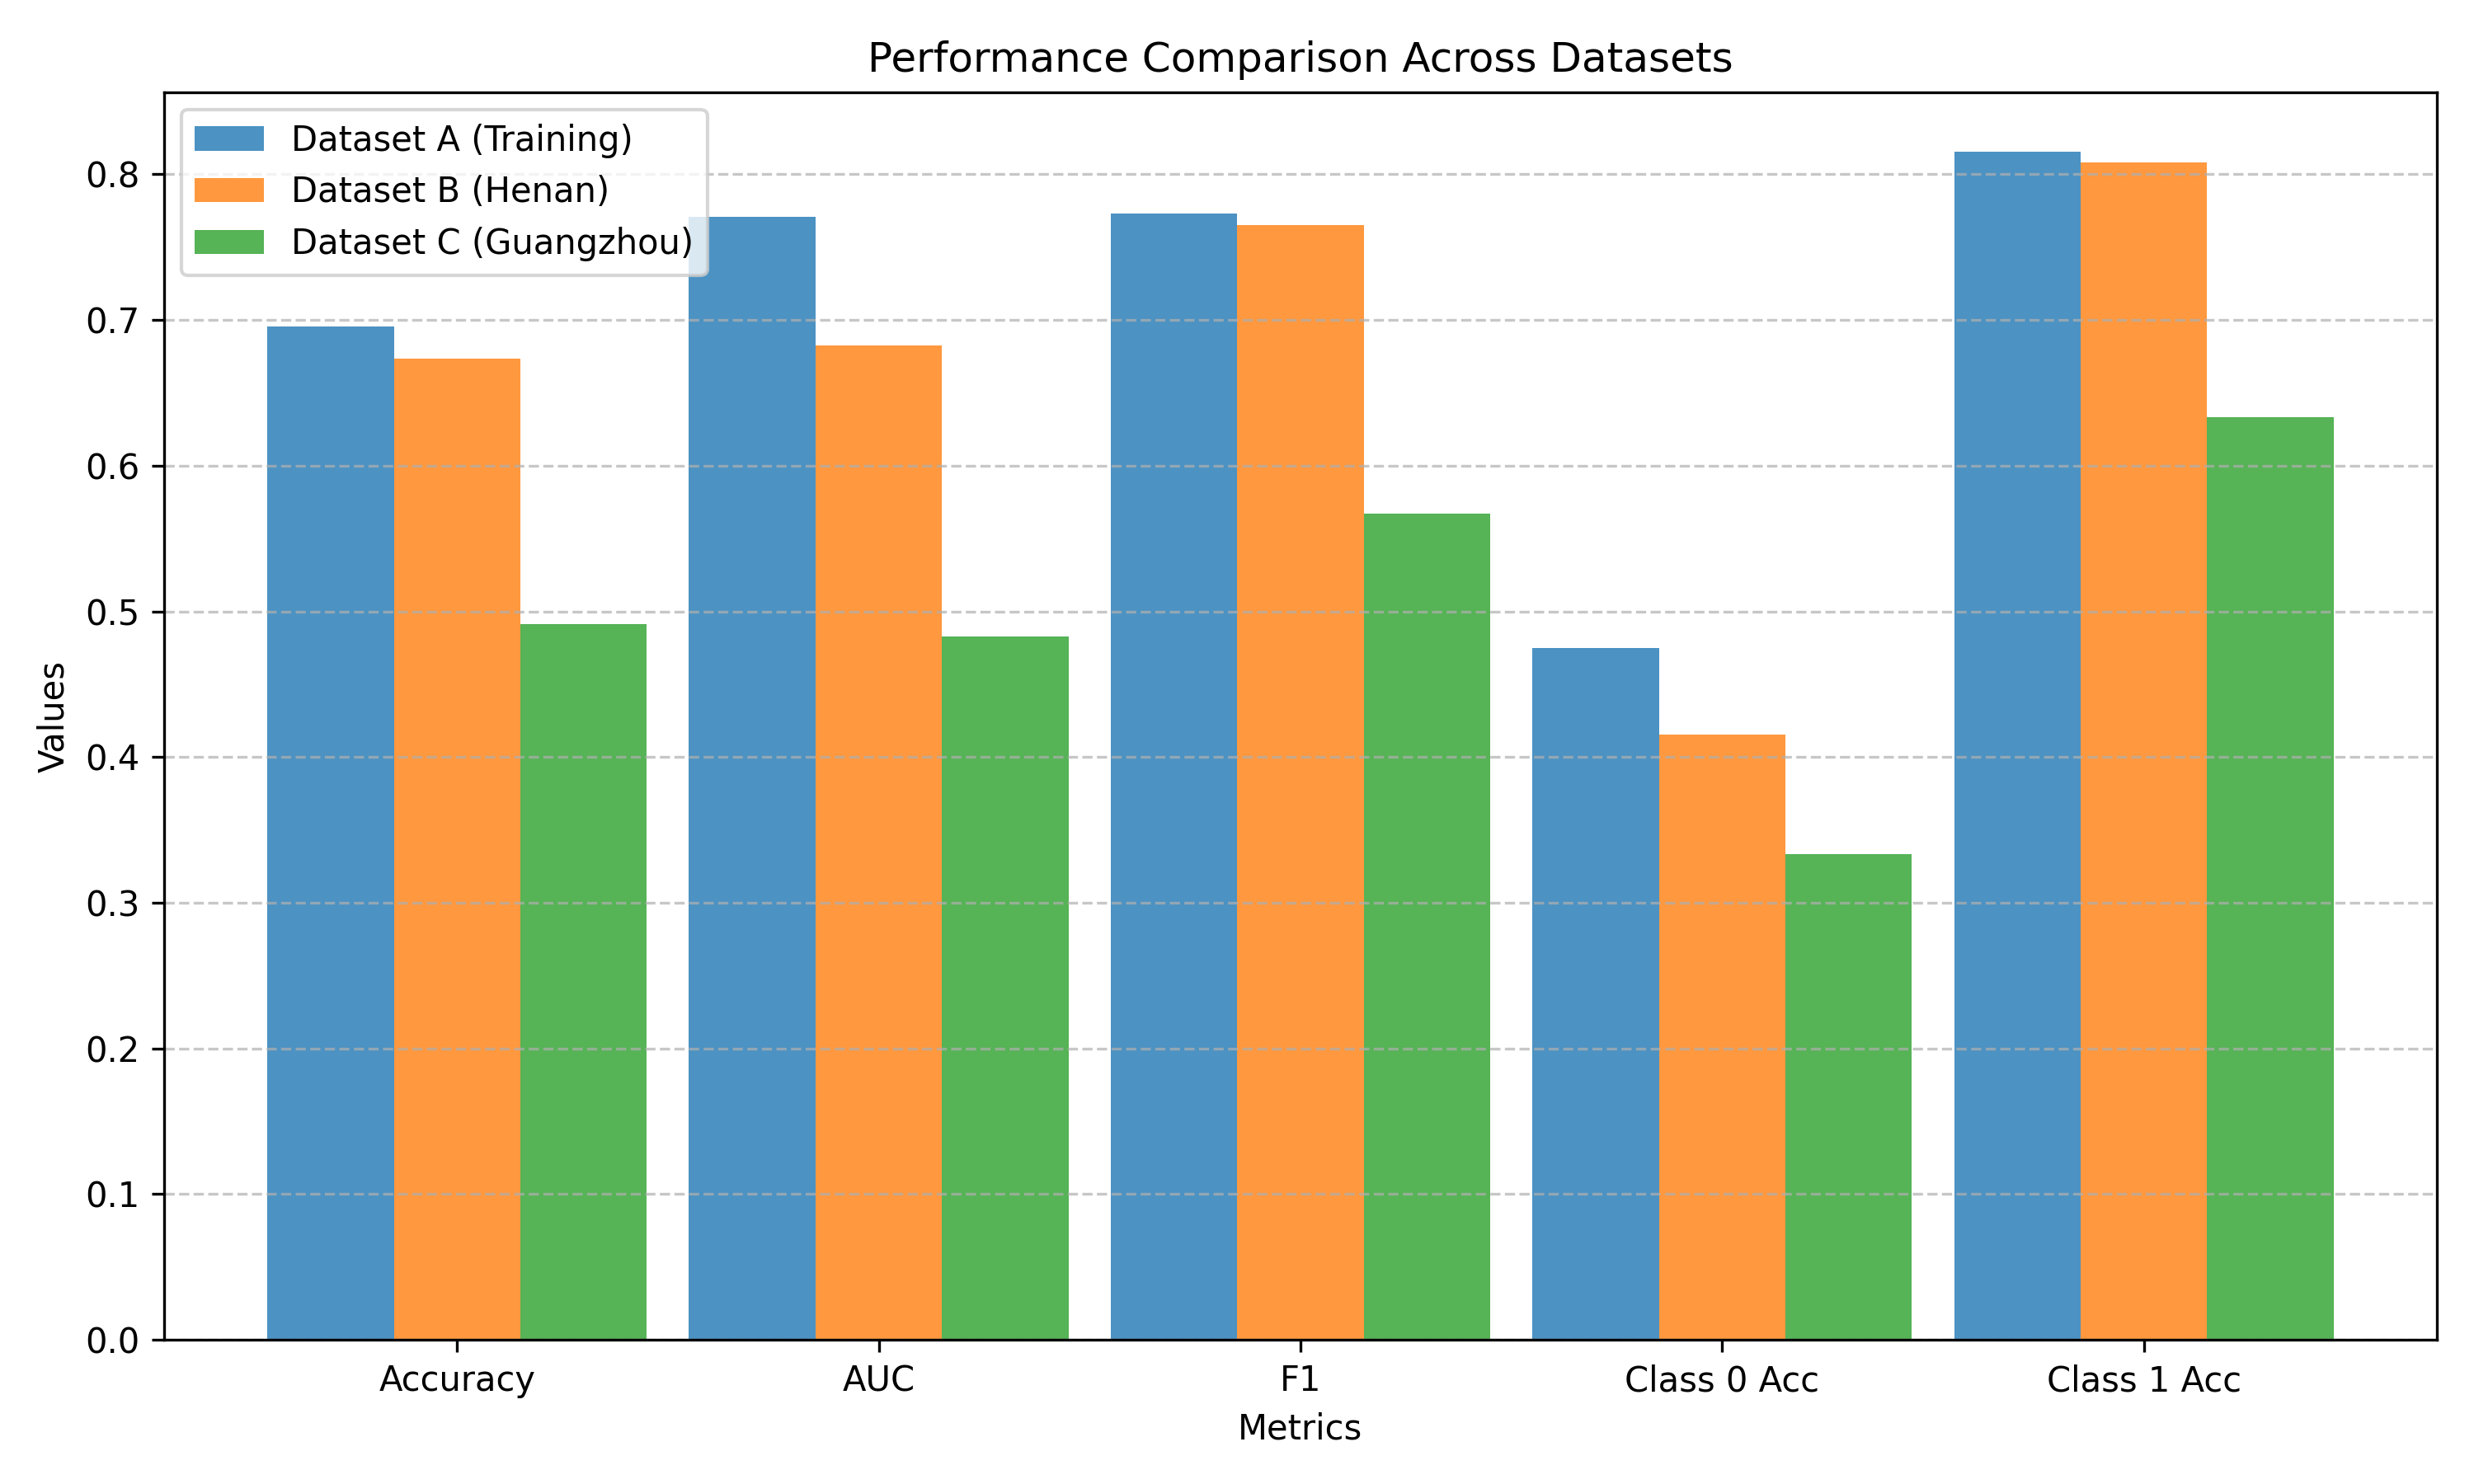 Performance Comparison Across Datasets
Dataset A (Training)
Dataset B (Henan)
Dataset C (Guangzhou)
Values
0.8
0.7
0.6
0.5
0.4
0.3
0.2
0.1
0.0
Accuracy AUC F1 Class 0 Acc Class 1 Acc
Metrics